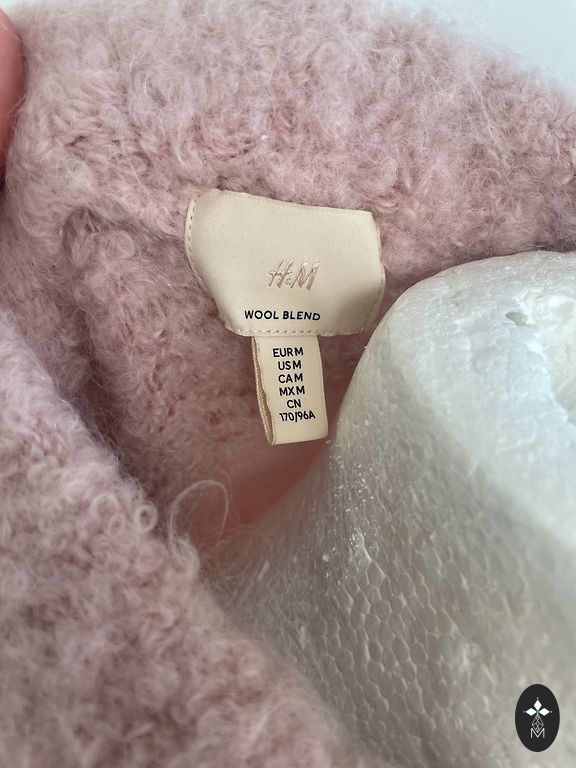 H&M
WOOL BLEND
EUR M
US M
CA M
MX M
CN
170/96A
M